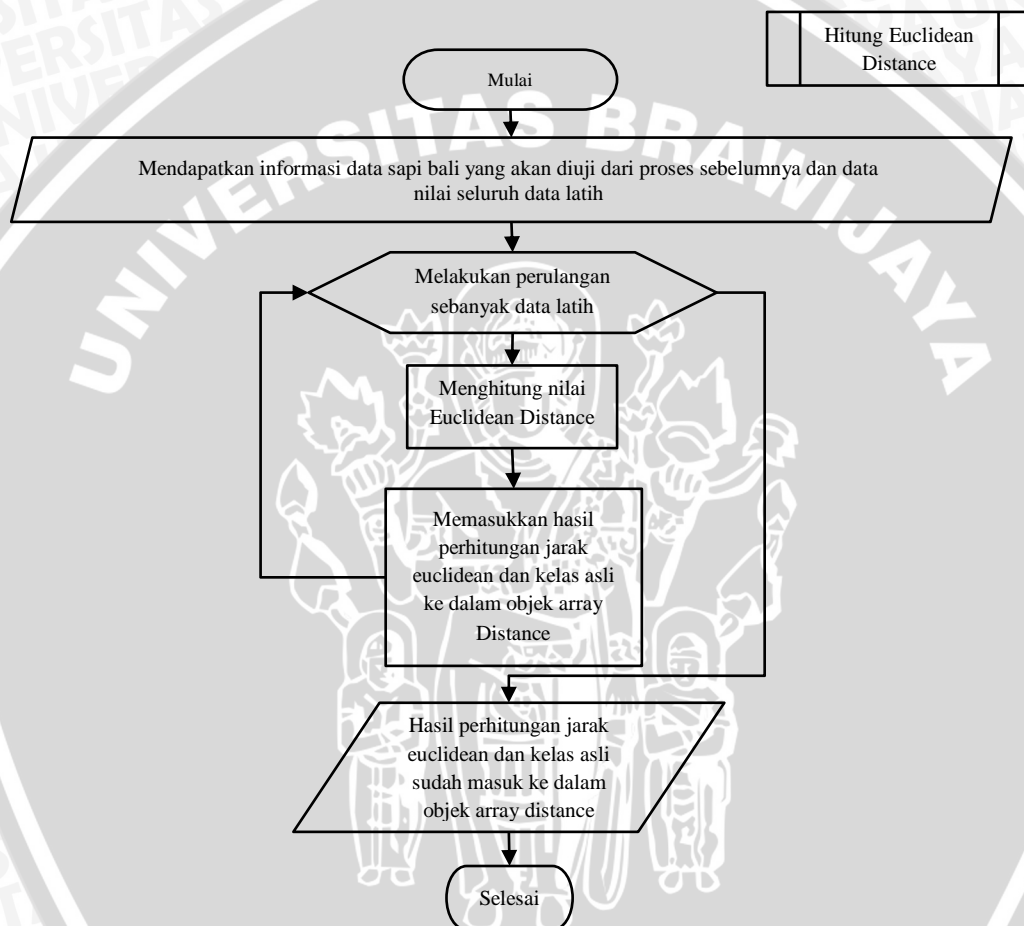 Hitung Euclidean
Distance
Mulai
UNIVERSITAS BRAWIJAYA
Mendapatkan informasi data sapi bali yang akan diuji dari proses sebelumnya dan data
nilai seluruh data latih
Melakukan perulangan
sebanyak data latih
Menghitung nilai
Euclidean Distance
Memasukkan hasil
perhitungan jarak
euclidean dan kelas asli
ke dalam objek array
Distance
Hasil perhitungan jarak
euclidean dan kelas asli
sudah masuk ke dalam
objek array distance
Selesai